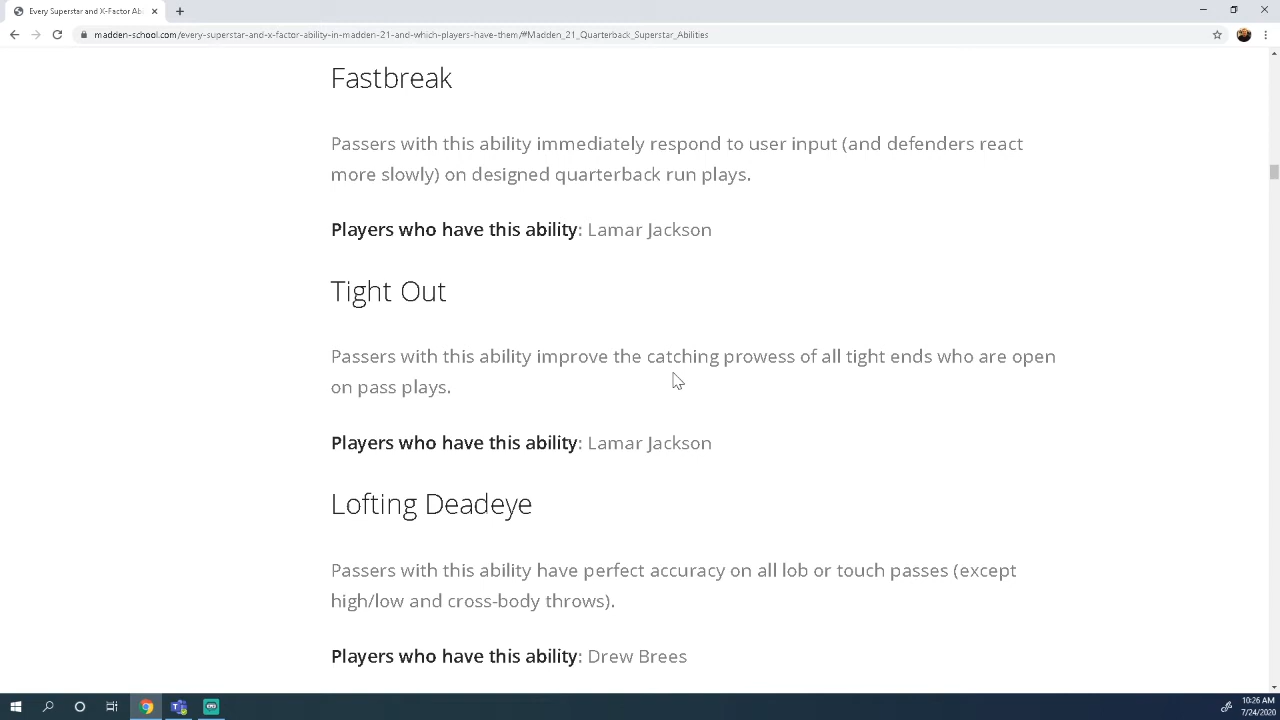 Every Superstar and X-Factor Abi
madden-school.com/every-superstar-and-x-factor-ability-in-madden-21-and-which-players-have-them/#Madden_21_Quarterback_Superstar_Abilities
Fastbreak
Passers with this ability immediately respond to user input (and defenders react
more slowly) on designed quarterback run plays.
Players who have this ability: Lamar Jackson
Tight Out
Passers with this ability improve the catching prowess of all tight ends who are open
on pass plays.
Players who have this ability: Lamar Jackson
Lofting Deadeye
Passers with this ability have perfect accuracy on all lob or touch passes (except
high/low and cross-body throws).
Players who have this ability: Drew Brees
10:26 AM
7/24/2020